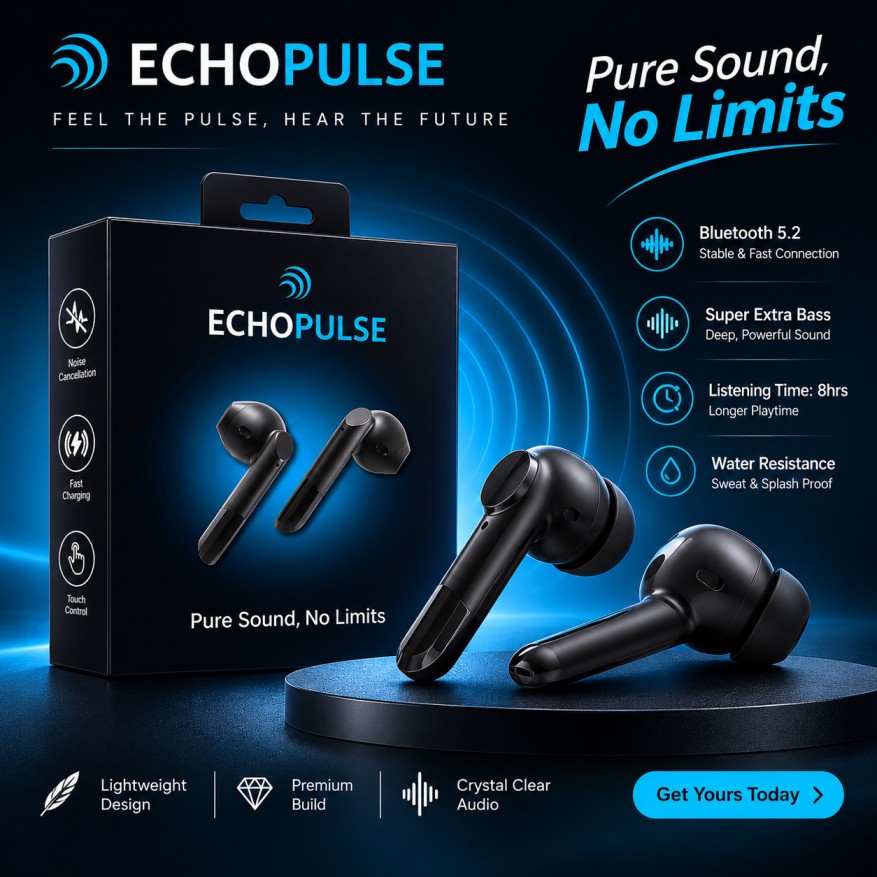 ECHOPULSE
FEEL THE PULSE, HEAR THE FUTURE
Pure Sound,
No Limits
Bluetooth 5.2
Stable & Fast Connection
Super Extra Bass
Deep, Powerful Sound
Listening Time: 8hrs
Longer Playtime
Water Resistance
Sweat & Splash Proof
ECHOPULSE
Noise
Cancellation
Fast
Charging
Touch
Control
Pure Sound, No Limits
Lightweight
Design
Premium
Build
Crystal Clear
Audio
Get Yours Today